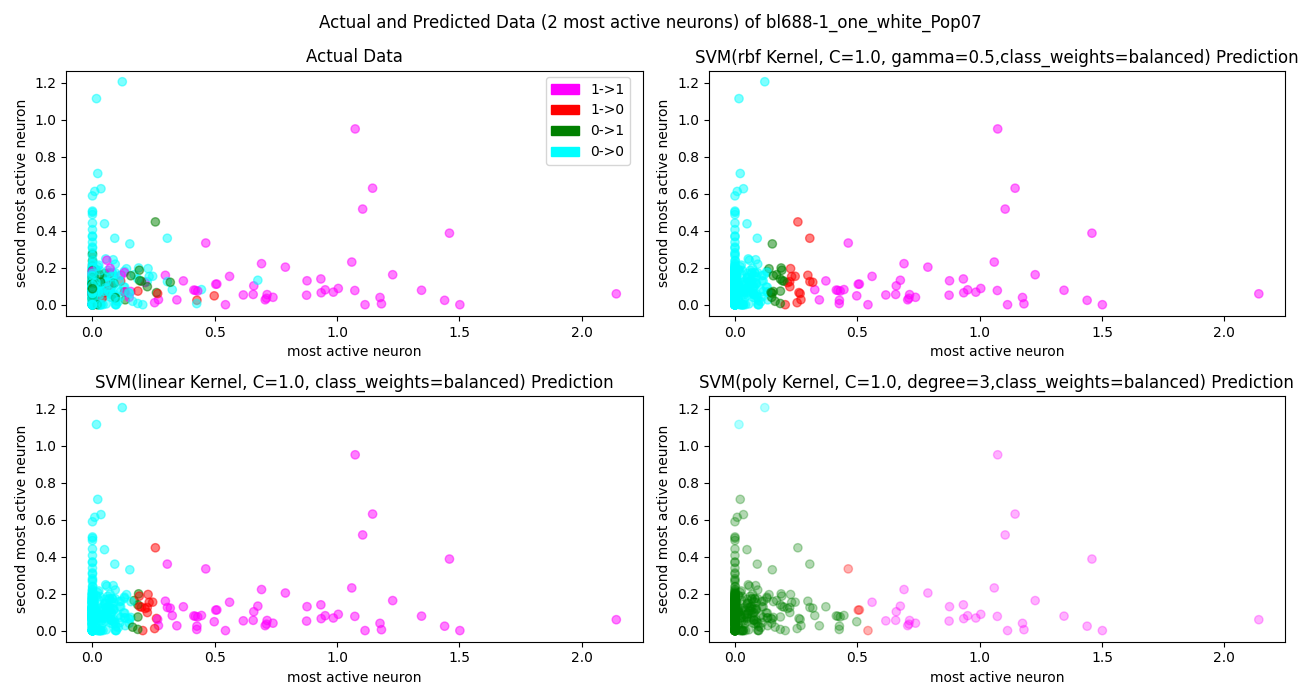 Actual and Predicted Data (2 most active neurons) of bl688-1_one_white_Pop07
Actual Data
second most active neuron
1.2
1.0
0.8
0.6
0.4
0.2
0.0
1->1
1->0
0->1
0->0
0.0 0.5 1.0 1.5 2.0
most active neuron
SVM(rbf Kernel, C=1.0, gamma=0.5,class_weights=balanced) Prediction
second most active neuron
1.2
1.0
0.8
0.6
0.4
0.2
0.0
0.0 0.5 1.0 1.5 2.0
most active neuron
SVM(linear Kernel, C=1.0, class_weights=balanced) Prediction
second most active neuron
1.2
1.0
0.8
0.6
0.4
0.2
0.0
0.0 0.5 1.0 1.5 2.0
most active neuron
SVM(poly Kernel, C=1.0, degree=3,class_weights=balanced) Prediction
second most active neuron
1.2
1.0
0.8
0.6
0.4
0.2
0.0
0.0 0.5 1.0 1.5 2.0
most active neuron